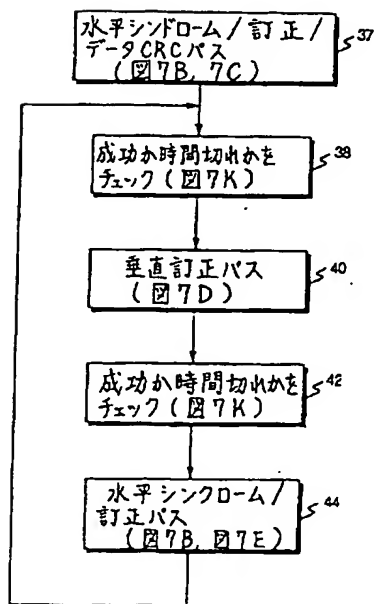 水平シンドローム/訂正/
データCRCパス
(図7B, 7C)
37
成功か時間切れかを
チェック(図7K)
38
垂直訂正パス
(図7D)
40
成功か時間切れかを
チェック(図7K)
42
水平シンクローム/
訂正パス
(図7B, 図7E)
44